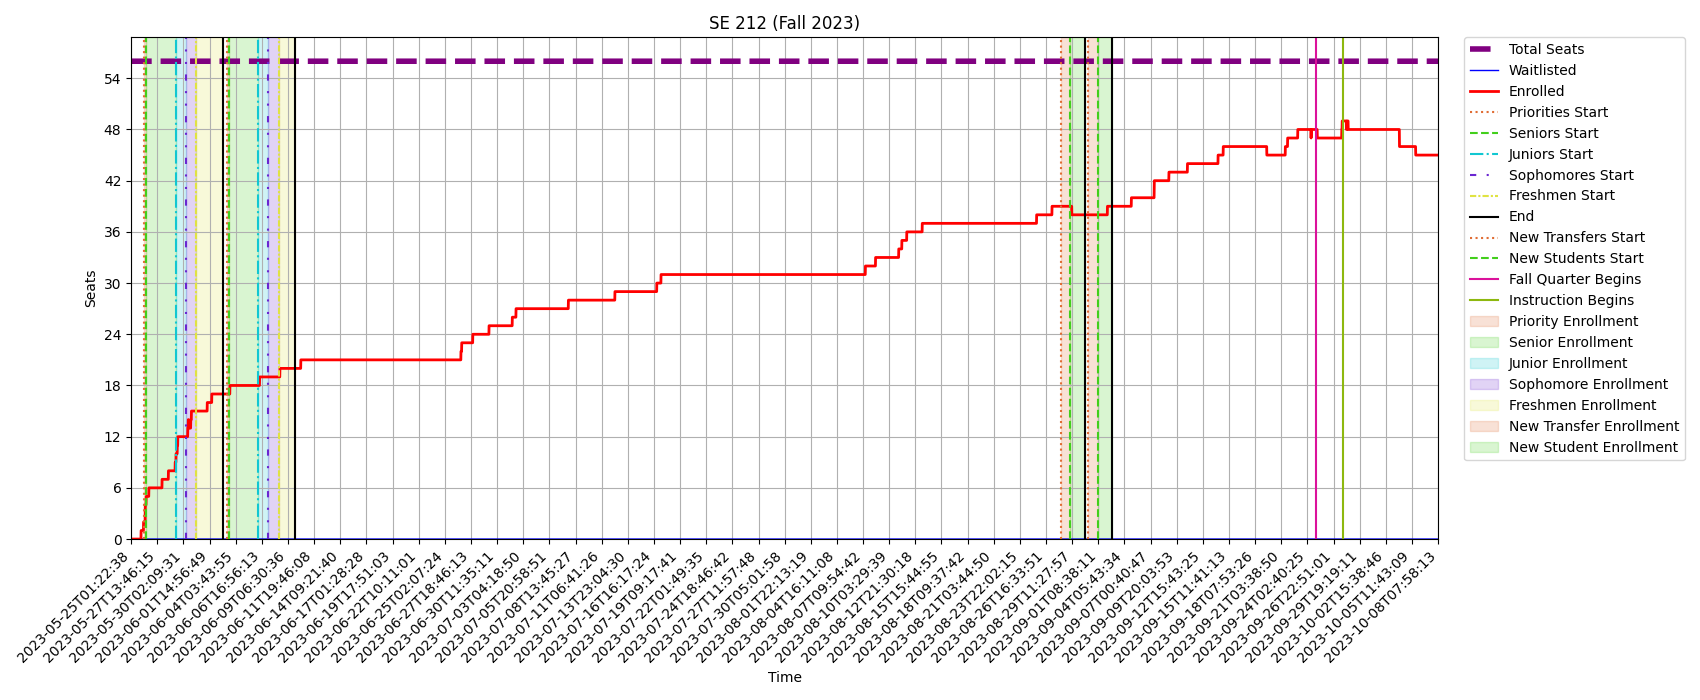 SE 212 (Fall 2023)
Seats
54
48
42
36
30
24
18
12
6
0
2023-05-25T01:22:38
2023-05-27T13:46:15
2023-05-30T02:09:31
2023-06-01T14:56:49
2023-06-04T03:43:55
2023-06-06T16:56:13
2023-06-09T06:30:36
2023-06-11T19:46:08
2023-06-14T09:21:40
2023-06-17T01:28:28
2023-06-19T17:51:03
2023-06-22T10:11:01
2023-06-25T02:07:24
2023-06-27T18:46:13
2023-06-30T11:35:11
2023-07-03T04:18:50
2023-07-05T20:58:51
2023-07-08T13:45:27
2023-07-11T06:41:26
2023-07-13T23:04:30
2023-07-16T16:17:24
2023-07-19T09:17:41
2023-07-22T01:49:35
2023-07-24T18:46:42
2023-07-27T11:57:48
2023-07-30T05:01:58
2023-08-01T22:13:19
2023-08-04T16:11:08
2023-08-07T09:54:42
2023-08-10T03:29:39
2023-08-12T21:30:18
2023-08-15T15:44:55
2023-08-18T09:37:42
2023-08-21T03:44:50
2023-08-23T22:02:15
2023-08-26T16:33:51
2023-08-29T11:27:57
2023-09-01T08:38:11
2023-09-04T05:43:34
2023-09-07T00:40:47
2023-09-09T20:03:53
2023-09-12T15:43:25
2023-09-15T11:41:13
2023-09-18T07:53:26
2023-09-21T03:38:50
2023-09-24T02:40:25
2023-09-26T22:51:01
2023-09-29T19:19:11
2023-10-02T15:38:46
2023-10-05T11:43:09
2023-10-08T07:58:13
Time
Total Seats
Waitlisted
Enrolled
Priorities Start
Seniors Start
Juniors Start
Sophomores Start
Freshmen Start
End
New Transfers Start
New Students Start
Fall Quarter Begins
Instruction Begins
Priority Enrollment
Senior Enrollment
Junior Enrollment
Sophomore Enrollment
Freshmen Enrollment
New Transfer Enrollment
New Student Enrollment